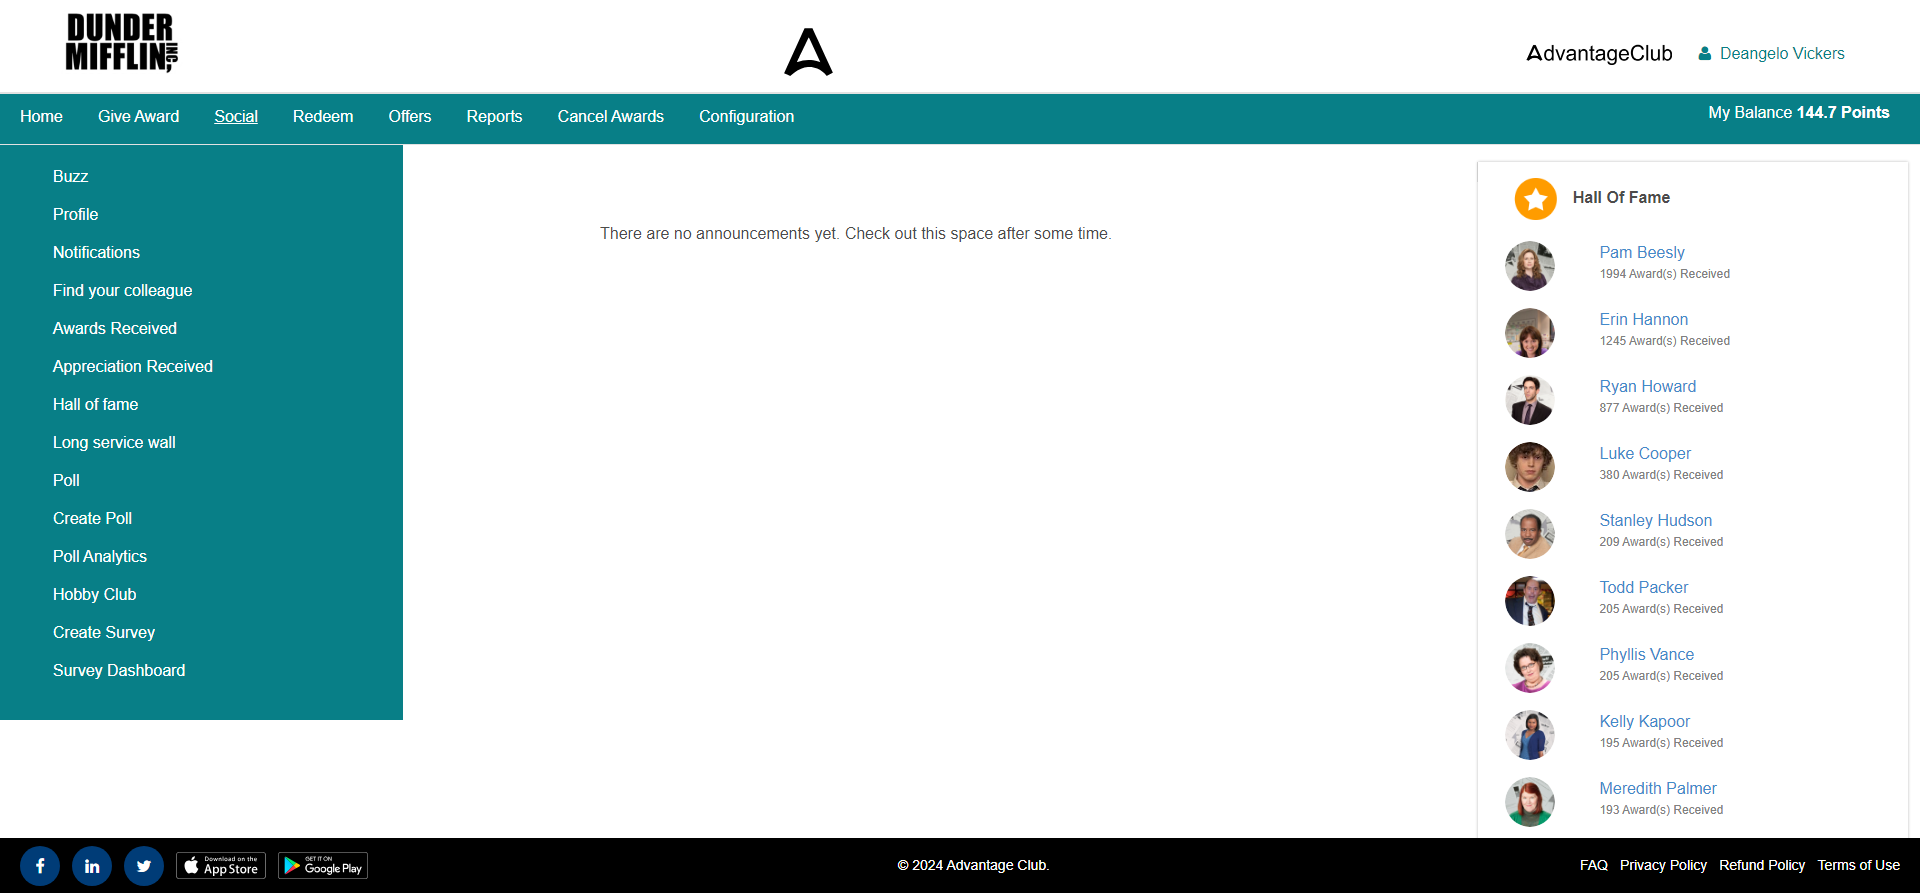 DUNDER
MIFFLIN, INC
AdvantageClub
Deangelo Vickers
Home
Give Award
Social
Redeem
Offers
Reports
Cancel Awards
Configuration
My Balance 144.7 Points
Buzz
Profile
Notifications
Find your colleague
Awards Received
Appreciation Received
Hall of fame
Long service wall
Poll
Create Poll
Poll Analytics
Hobby Club
Create Survey
Survey Dashboard
There are no announcements yet. Check out this space after some time.
Hall Of Fame
Pam Beesly
1994 Award(s) Received
Erin Hannon
1245 Award(s) Received
Ryan Howard
877 Award(s) Received
Luke Cooper
380 Award(s) Received
Stanley Hudson
209 Award(s) Received
Todd Packer
205 Award(s) Received
Phyllis Vance
205 Award(s) Received
Kelly Kapoor
195 Award(s) Received
Meredith Palmer
193 Award(s) Received
Download on the
App Store
GET IT ON
Google Play
© 2024 Advantage Club.
FAQ
Privacy Policy
Refund Policy
Terms of Use